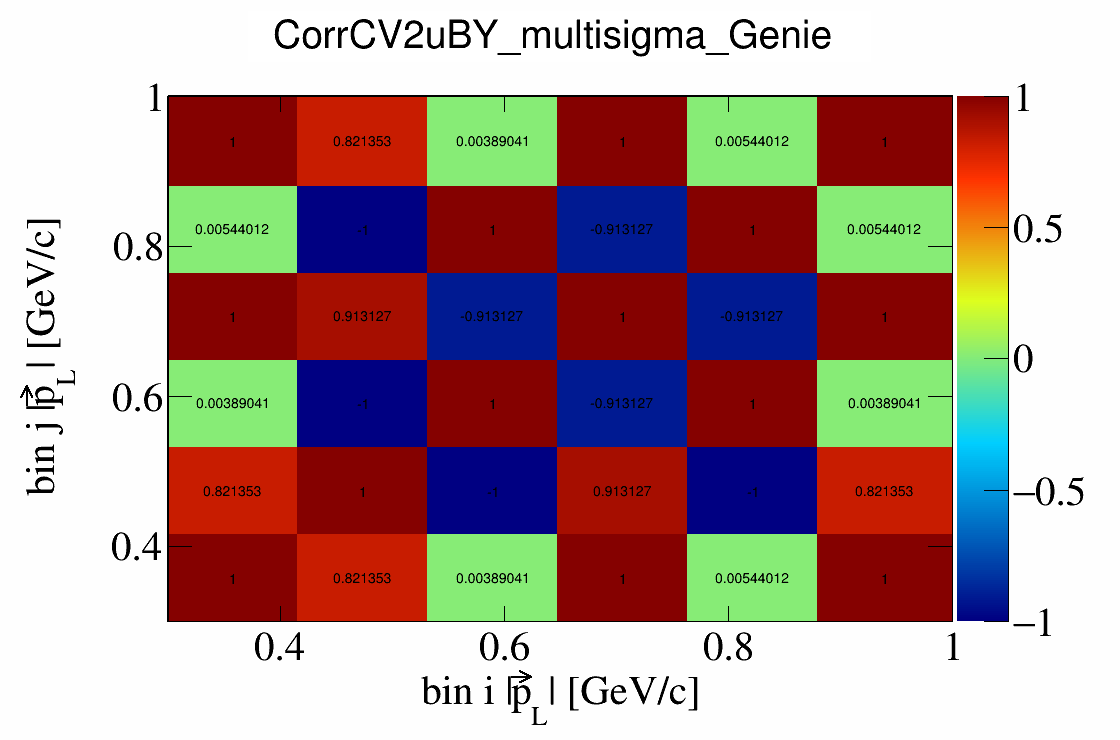 CorrCV2uBY_multisigma_Genie
1
1 0.821353 0.00389041 1 0.00544012 1
1
0.8
0.00544012 -1 1 -0.913127 1 0.00544012
0.5
1 0.913127 -0.913127 1 -0.913127 1
0
0.6
0.00389041 -1 1 -0.913127 1 0.00389041
0.821353 1 -1 0.913127 -1 0.821353
−0.5
0.4
1 0.821353 0.00389041 1 0.00544012 1
−1
0.4 0.6 0.8 1
bin i |p⃗_L| [GeV/c]
bin j |p⃗_L| [GeV/c]